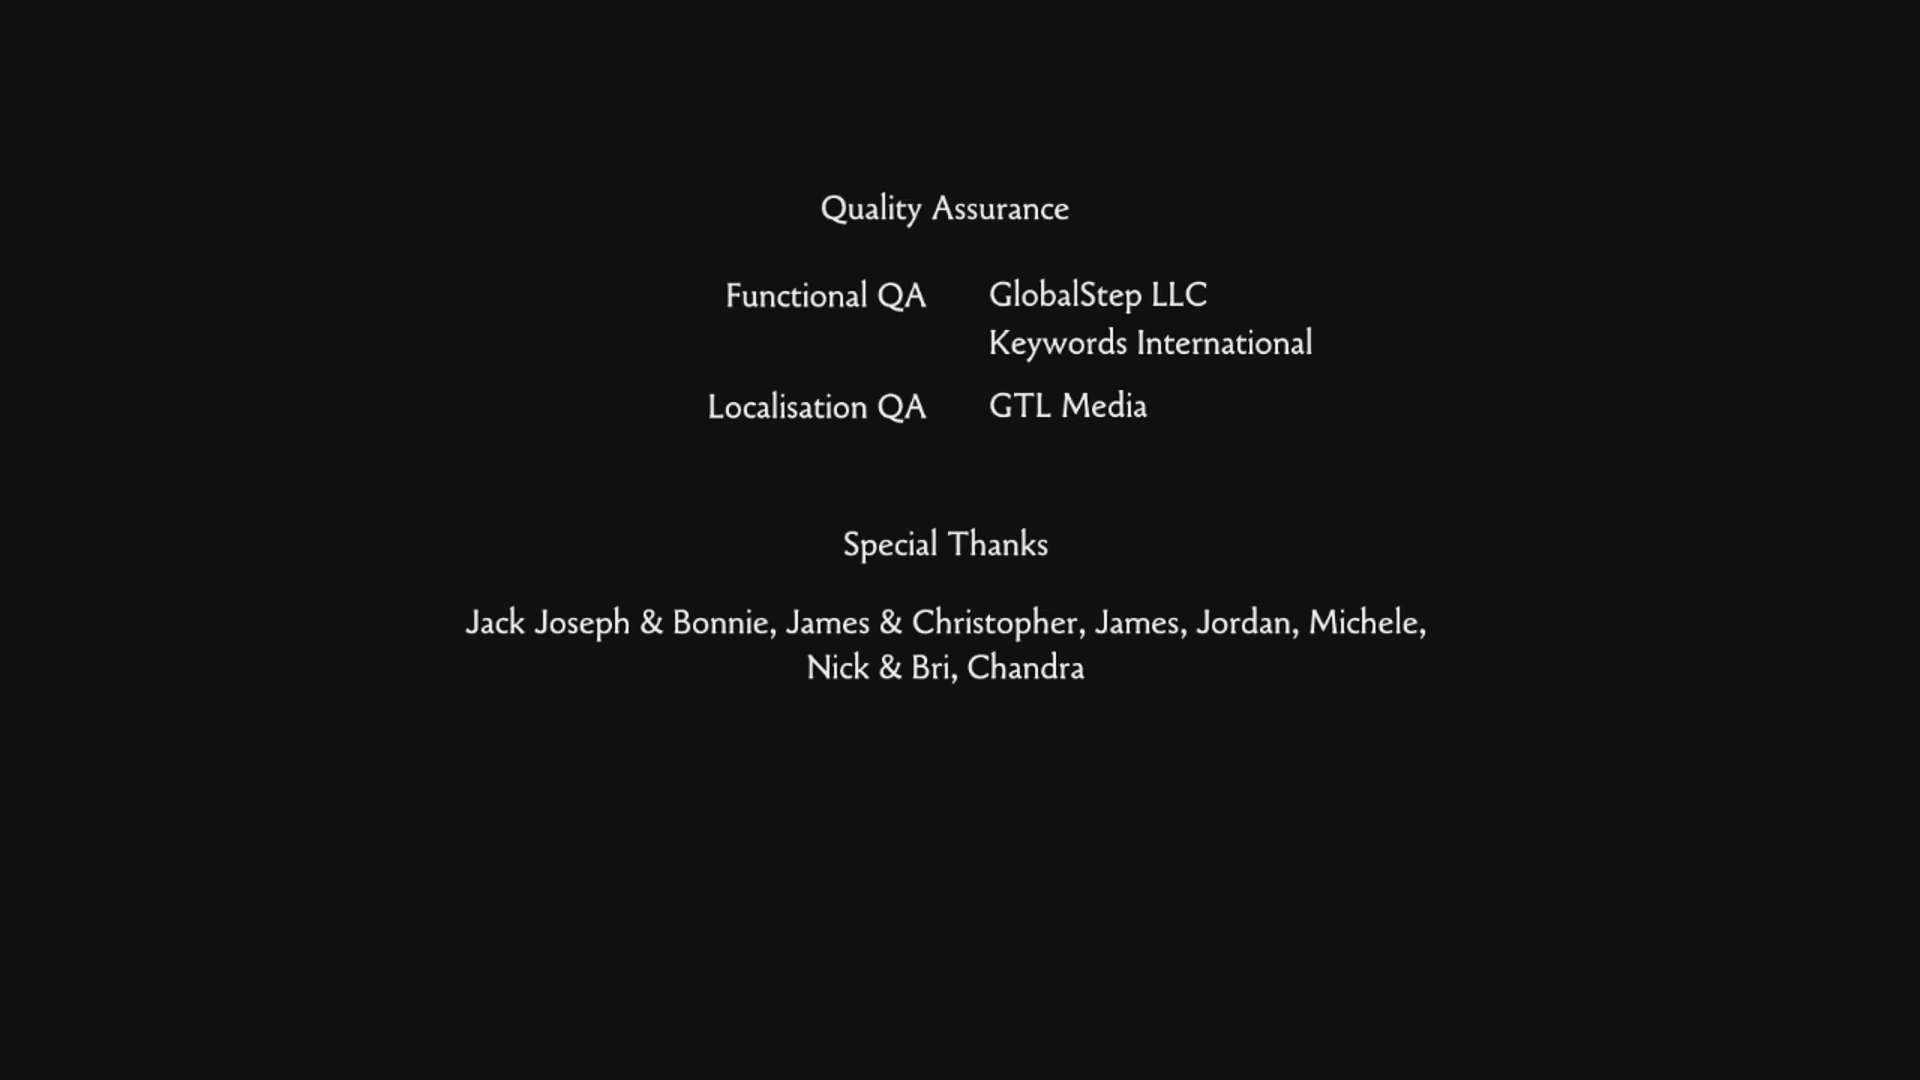 Quality Assurance
Functional QA GlobalStep LLC
Keywords International
Localisation QA GTL Media
Special Thanks
Jack Joseph & Bonnie, James & Christopher, James, Jordan, Michele,
Nick & Bri, Chandra